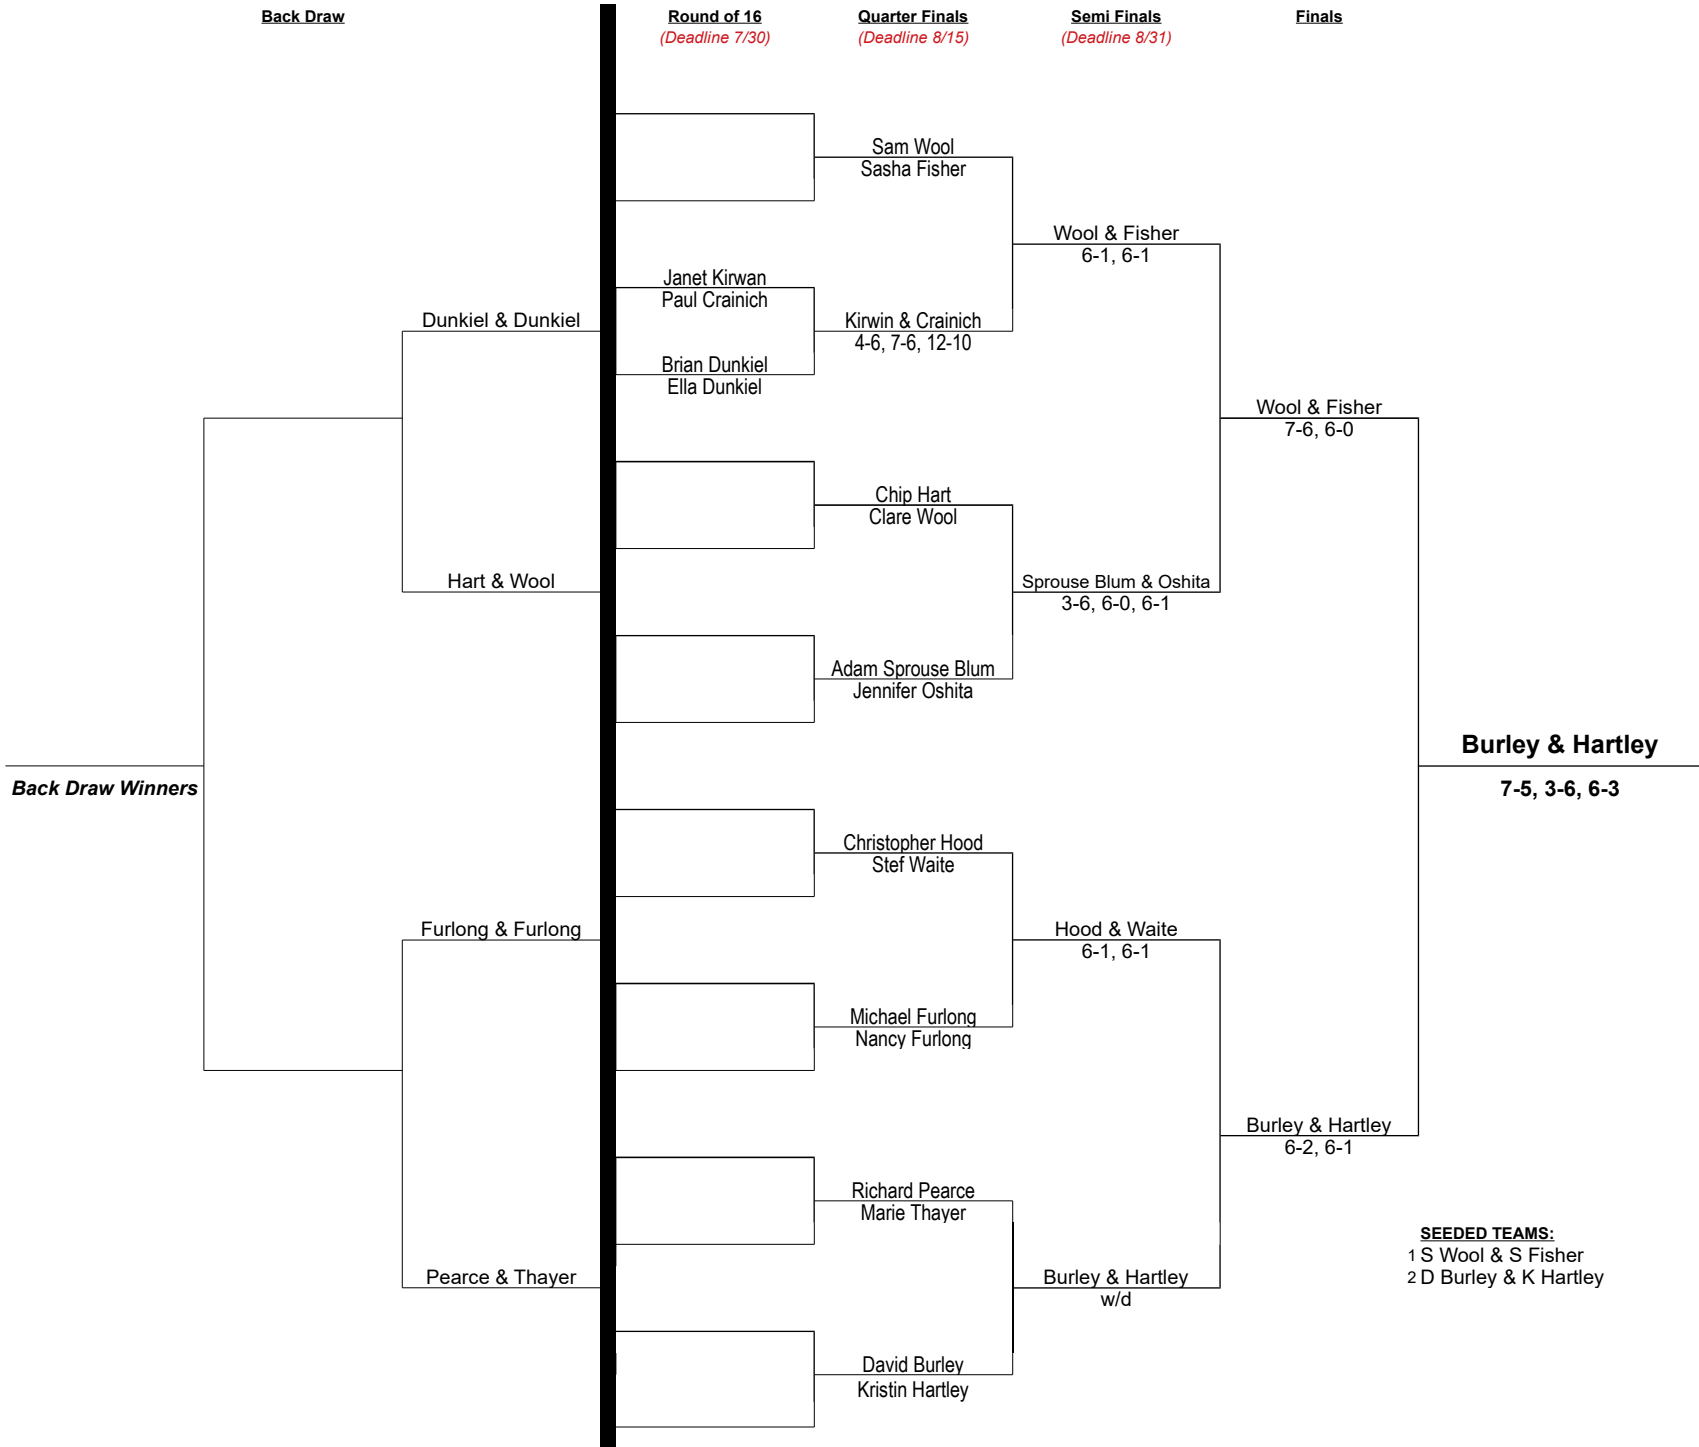 Back Draw
Round of 16
(Deadline 7/30)
Quarter Finals
(Deadline 8/15)
Semi Finals
(Deadline 8/31)
Finals
Dunkiel & Dunkiel
Hart & Wool
Back Draw Winners
Furlong & Furlong
Pearce & Thayer
Janet Kirwan
Paul Crainich
Brian Dunkiel
Ella Dunkiel
Sam Wool
Sasha Fisher
Kirwin & Crainich
4-6, 7-6, 12-10
Chip Hart
Clare Wool
Adam Sprouse Blum
Jennifer Oshita
Christopher Hood
Stef Waite
Michael Furlong
Nancy Furlong
Richard Pearce
Marie Thayer
David Burley
Kristin Hartley
Wool & Fisher
6-1, 6-1
Sprouse Blum & Oshita
3-6, 6-0, 6-1
Hood & Waite
6-1, 6-1
Burley & Hartley
w/d
Wool & Fisher
7-6, 6-0
Burley & Hartley
6-2, 6-1
Burley & Hartley
7-5, 3-6, 6-3
SEEDED TEAMS:
1 S Wool & S Fisher
2 D Burley & K Hartley